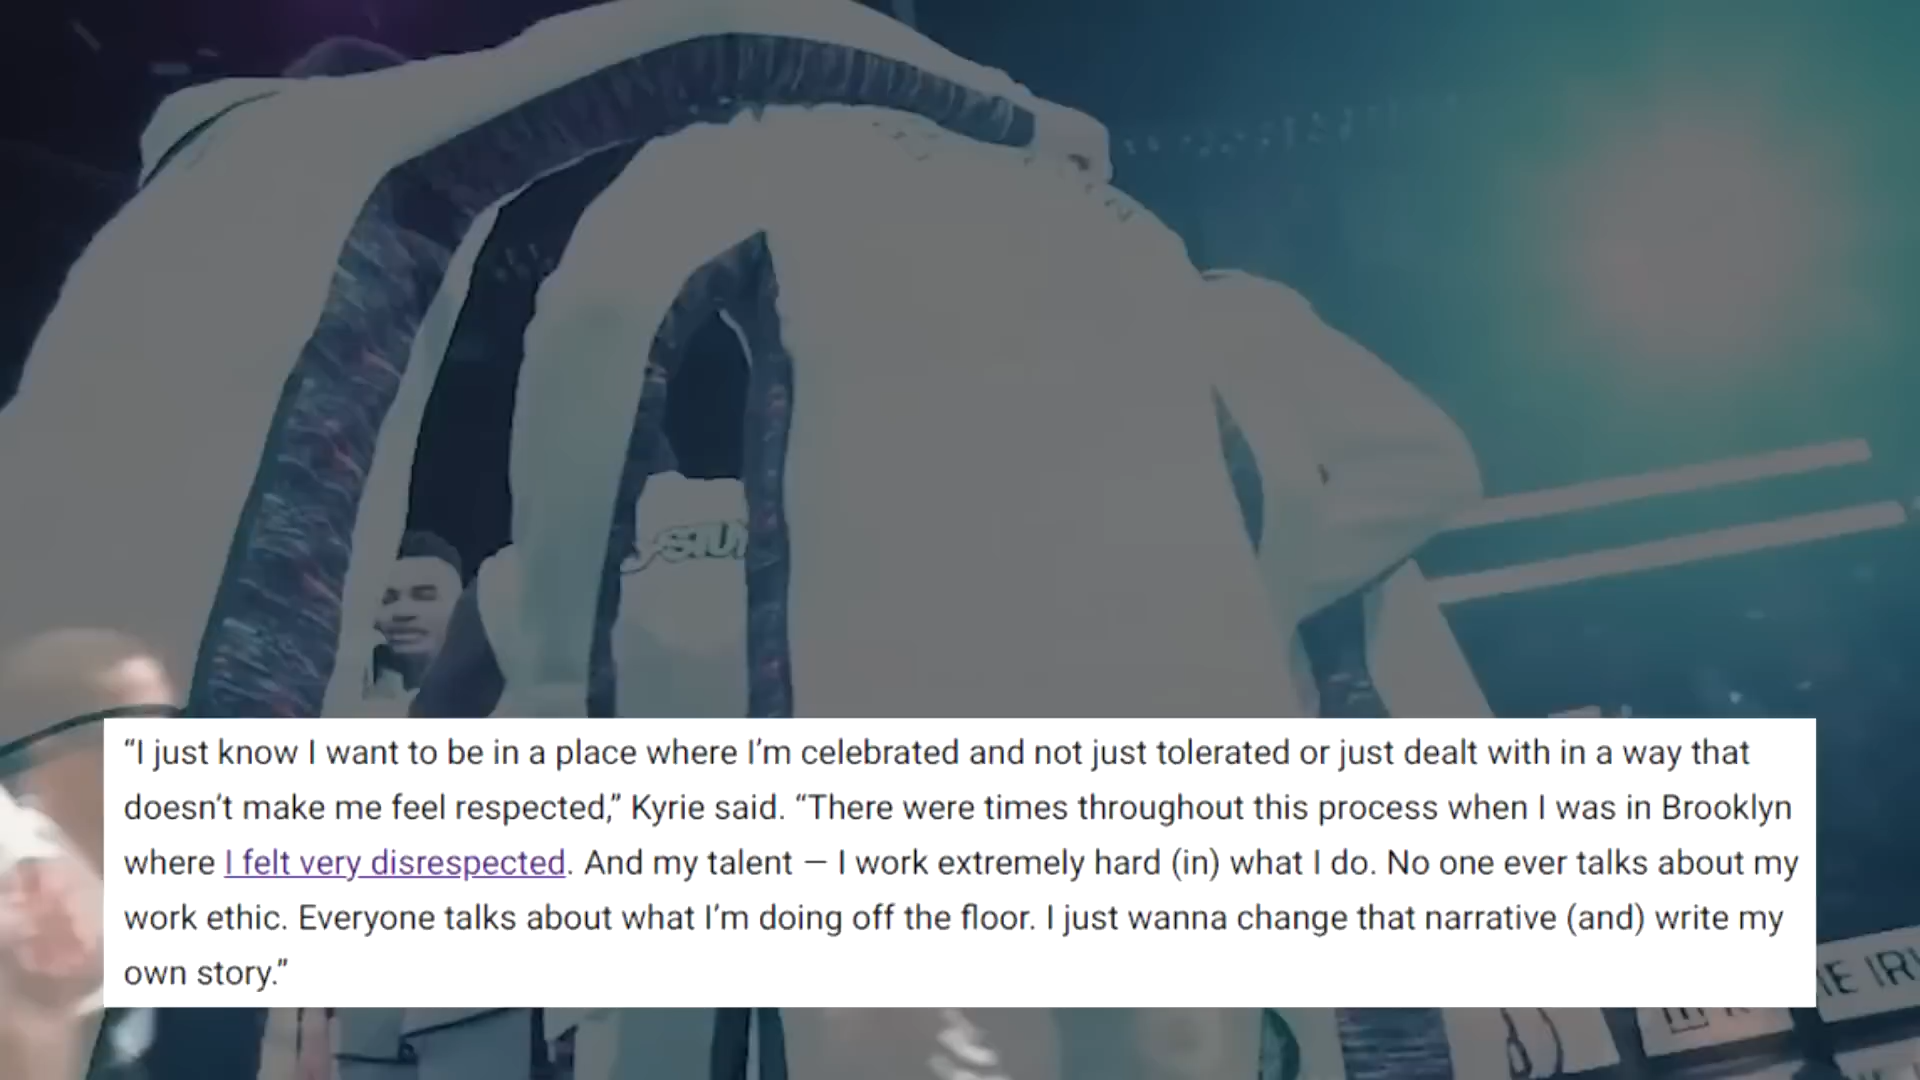 “I just know I want to be in a place where I’m celebrated and not just tolerated or just dealt with in a way that
doesn’t make me feel respected,” Kyrie said. “There were times throughout this process when I was in Brooklyn
where I felt very disrespected. And my talent — I work extremely hard (in) what I do. No one ever talks about my
work ethic. Everyone talks about what I’m doing off the floor. I just wanna change that narrative (and) write my
own story.”